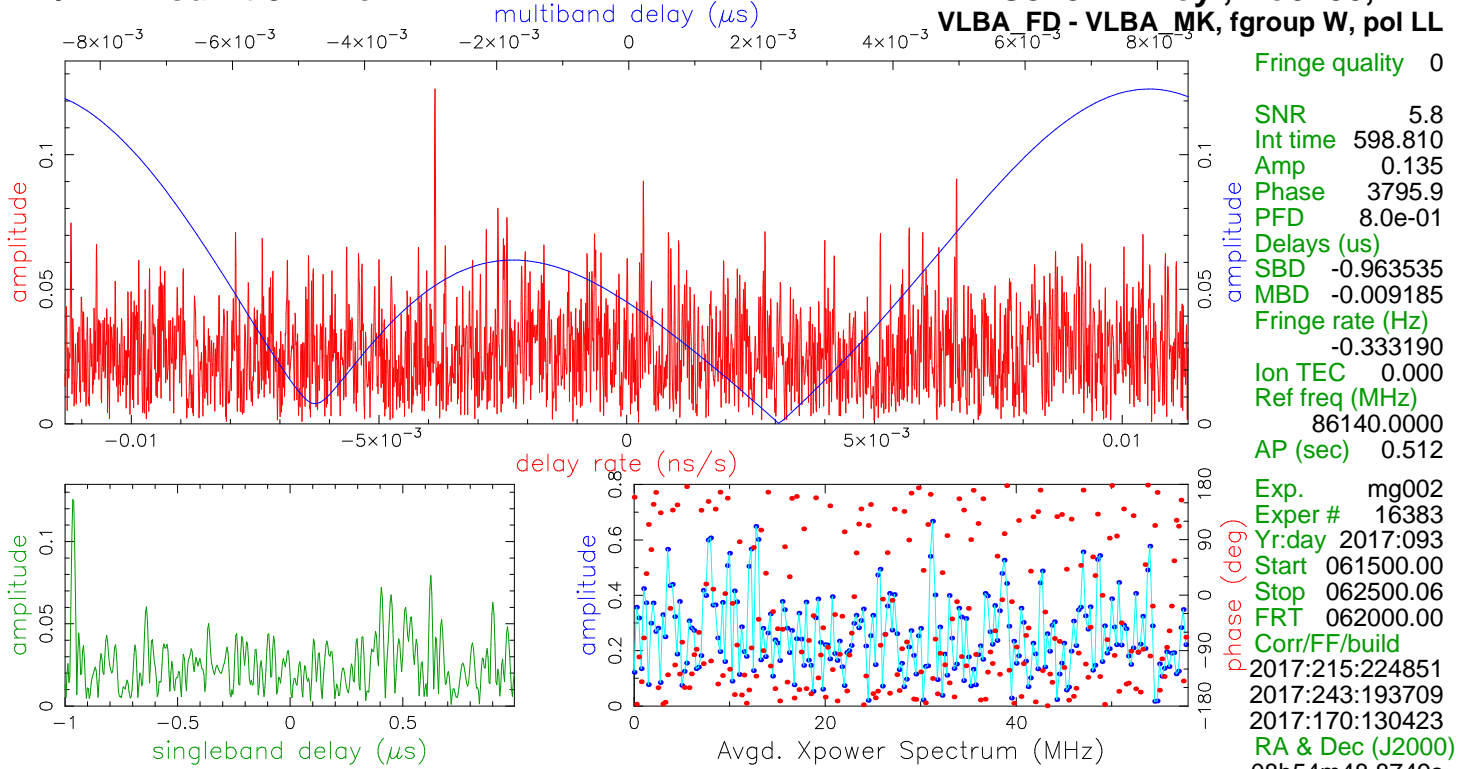 multiband delay (μs)
VLBA_FD - VLBA_MK, fgroup W, pol LL
−8×10⁻³ −6×10⁻³ −4×10⁻³ −2×10⁻³ 0 2×10⁻³ 4×10⁻³ 6×10⁻³ 8×10⁻³
amplitude
0 0.05 0.1
0 0.05 0.1
amplitude
−0.01 −5×10⁻³ 0 5×10⁻³ 0.01
delay rate (ns/s)
amplitude
0 0.05 0.1
−1 −0.5 0 0.5
singleband delay (μs)
amplitude
0 0.2 0.4 0.6 0.8
0 20 40
Avgd. Xpower Spectrum (MHz)
−180 −90 0 90 180
phase (deg)
Fringe quality 0
SNR 5.8
Int time 598.810
Amp 0.135
Phase 3795.9
PFD 8.0e-01
Delays (us)
SBD -0.963535
MBD -0.009185
Fringe rate (Hz)
-0.333190
Ion TEC 0.000
Ref freq (MHz)
86140.0000
AP (sec) 0.512
Exp. mg002
Exper # 16383
Yr:day 2017:093
Start 061500.00
Stop 062500.06
FRT 062000.00
Corr/FF/build
2017:215:224851
2017:243:193709
2017:170:130423
RA & Dec (J2000)